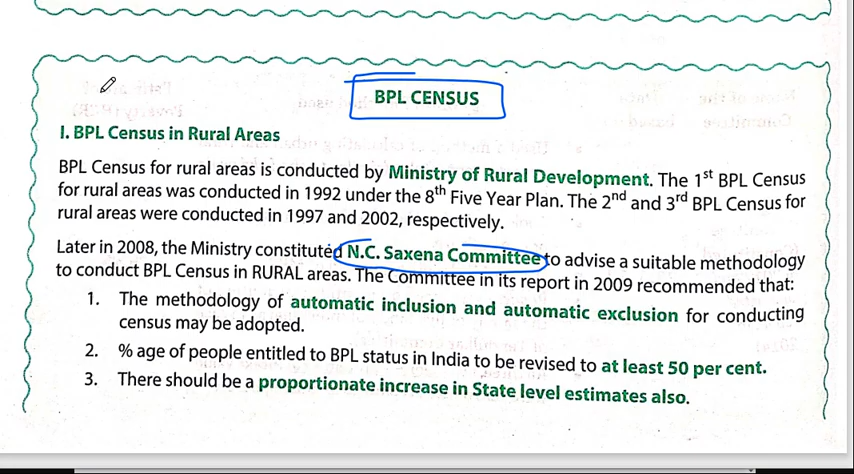 BPL CENSUS
I. BPL Census in Rural Areas
BPL Census for rural areas is conducted by Ministry of Rural Development. The 1st BPL Census
for rural areas was conducted in 1992 under the 8th Five Year Plan. The 2nd and 3rd BPL Census for
rural areas were conducted in 1997 and 2002, respectively.
Later in 2008, the Ministry constituted N.C. Saxena Committee to advise a suitable methodology
to conduct BPL Census in RURAL areas. The Committee in its report in 2009 recommended that:
1. The methodology of automatic inclusion and automatic exclusion for conducting
census may be adopted.
2. % age of people entitled to BPL status in India to be revised to at least 50 per cent.
3. There should be a proportionate increase in State level estimates also.